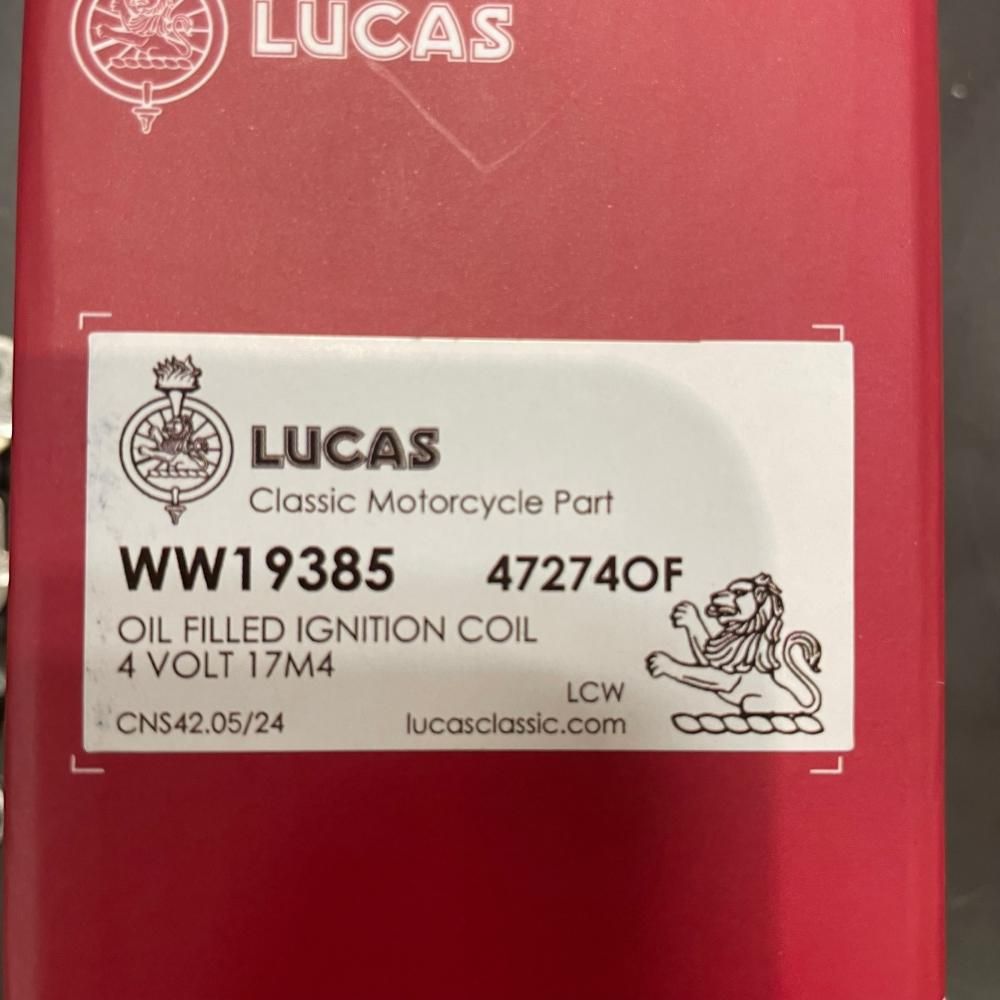 LUCAS
LUCAS
Classic Motorcycle Part
WW19385 47274OF
OIL FILLED IGNITION COIL
4 VOLT 17M4
LCW
CNS42.05/24 lucasclassic.com